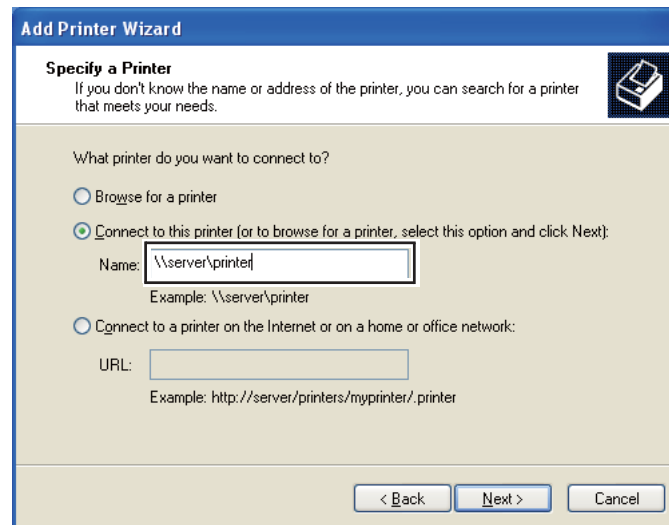 Add Printer Wizard
Specify a Printer
If you don't know the name or address of the printer, you can search for a printer
that meets your needs.
What printer do you want to connect to?
Browse for a printer
Connect to this printer (or to browse for a printer, select this option and click Next):
Name: \\server\printer
Example: \\server\printer
Connect to a printer on the Internet or on a home or office network:
URL:
Example: http://server/printers/myprinter/.printer
< Back Next > Cancel